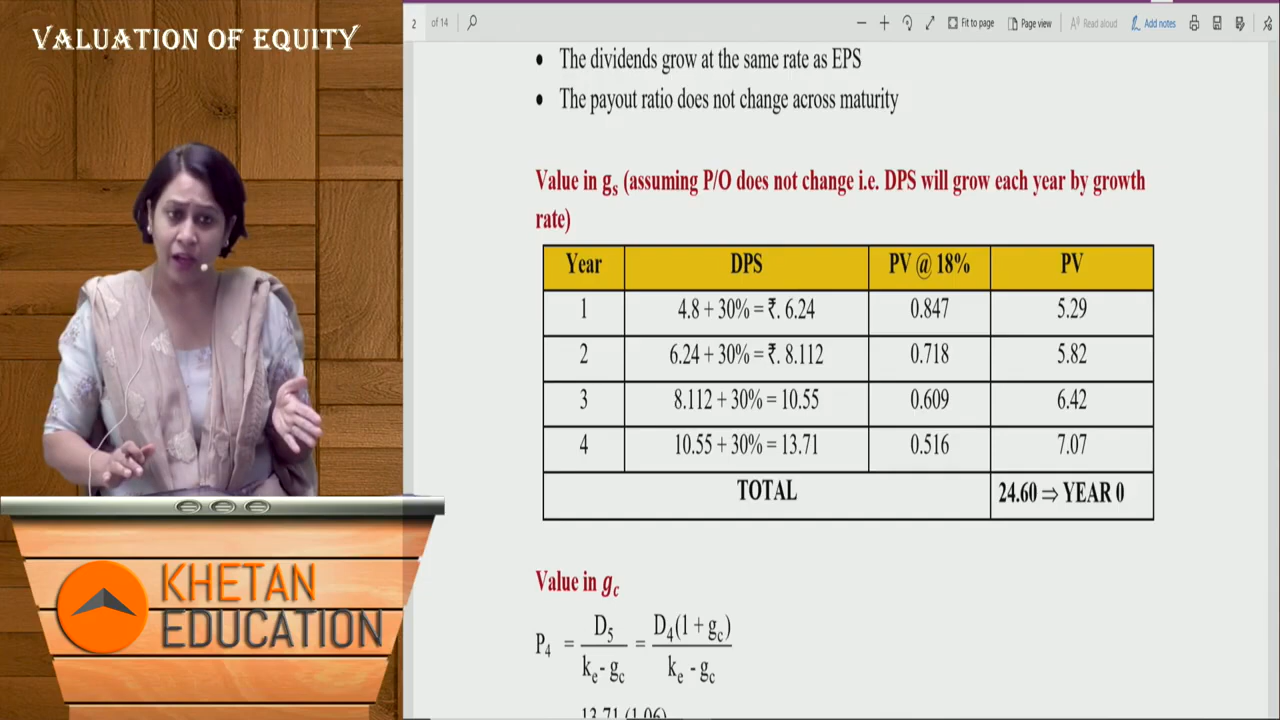 VALUATION OF EQUITY
2 of 14
Fit to page Page view Read aloud Add notes
• The dividends grow at the same rate as EPS
• The payout ratio does not change across maturity
Value in gs (assuming P/O does not change i.e. DPS will grow each year by growth
rate)
Year DPS PV @ 18% PV
1 4.8 + 30% = ₹. 6.24 0.847 5.29
2 6.24 + 30% = ₹. 8.112 0.718 5.82
3 8.112 + 30% = 10.55 0.609 6.42
4 10.55 + 30% = 13.71 0.516 7.07
TOTAL 24.60 ⇒ YEAR 0
Value in gc
P4 = D5 / ke - gc = D4(1 + gc) / ke - gc
13.71 (1.06)
KHETAN
EDUCATION